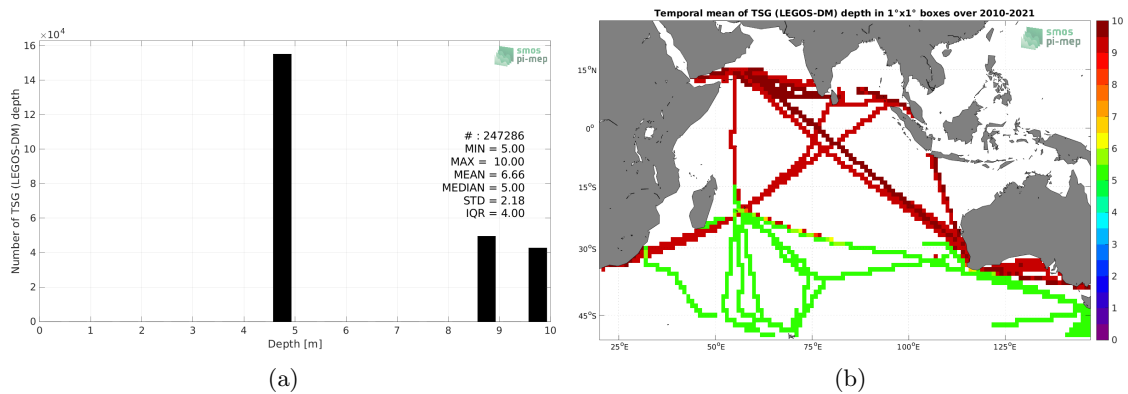 ×10⁴
16
14
12
10
8
6
4
2
0
Number of TSG (LEGOS-DM) depth
0 1 2 3 4 5 6 7 8 9 10
Depth [m]
smos
pi-mep
# : 247286
MIN = 5.00
MAX = 10.00
MEAN = 6.66
MEDIAN = 5.00
STD = 2.18
IQR = 4.00
(a)
Temporal mean of TSG (LEGOS-DM) depth in 1°x1° boxes over 2010-2021
smos
pi-mep
15°N
0°
15°S
30°S
45°S
25°E 50°E 75°E 100°E 125°E
10
9
8
7
6
5
4
3
2
1
0
(b)